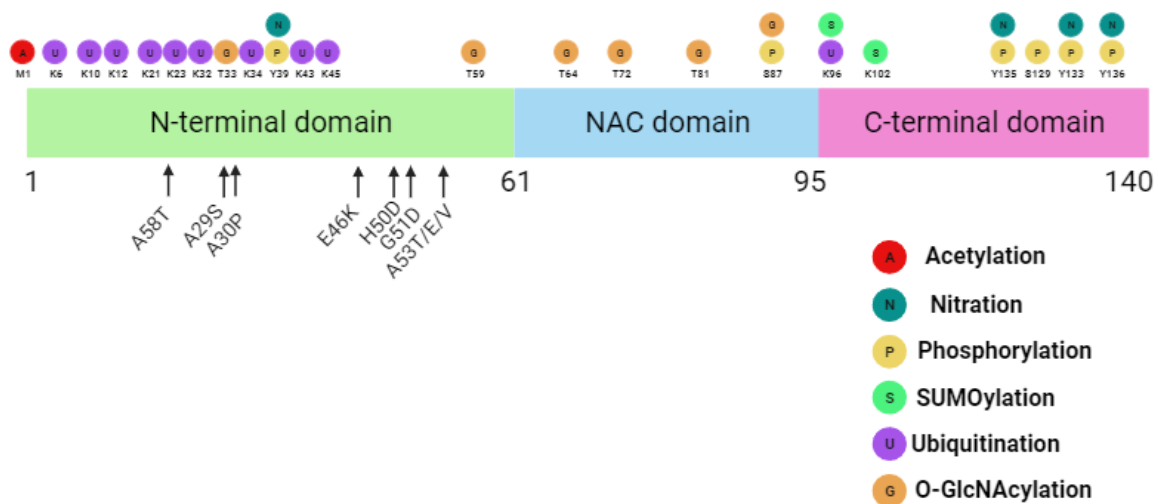 N G S N N N
A U U U U U U G U P U U G G G G P U S P P P P
M1 K6 K10 K12 K21 K23 K32 T33 K34 Y39 K43 K45 T59 T64 T72 T81 S87 K96 K102 Y135 S129 Y133 Y136
N-terminal domain NAC domain C-terminal domain
1 61 95 140
A58T A29S A30P E46K H50D G51D A53T/E/V
A Acetylation
N Nitration
P Phosphorylation
S SUMOylation
U Ubiquitination
G O-GlcNAcylation